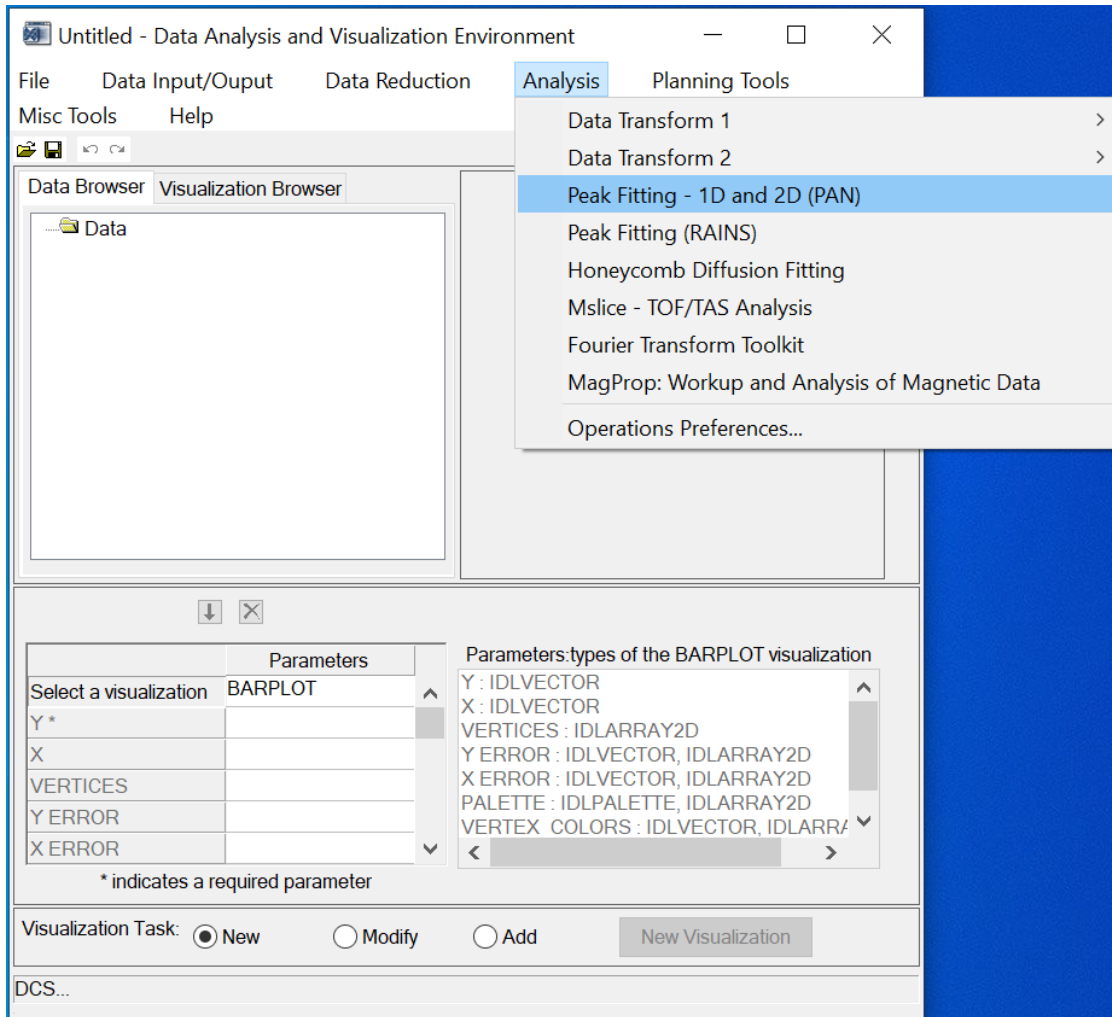 Untitled - Data Analysis and Visualization Environment
File Data Input/Ouput Data Reduction Analysis Planning Tools
Misc Tools Help
Data Transform 1
Data Transform 2
Peak Fitting - 1D and 2D (PAN)
Peak Fitting (RAINS)
Honeycomb Diffusion Fitting
Mslice - TOF/TAS Analysis
Fourier Transform Toolkit
MagProp: Workup and Analysis of Magnetic Data
Operations Preferences...
Data Browser Visualization Browser
Data
Parameters
Select a visualization BARPLOT
Y *
X
VERTICES
Y ERROR
X ERROR
* indicates a required parameter
Parameters:types of the BARPLOT visualization
Y : IDLVECTOR
X : IDLVECTOR
VERTICES : IDLARRAY2D
Y ERROR : IDLVECTOR, IDLARRAY2D
X ERROR : IDLVECTOR, IDLARRAY2D
PALETTE : IDLPALETTE, IDLARRAY2D
VERTEX_COLORS : IDLVECTOR, IDLARRA
Visualization Task: New Modify Add New Visualization
DCS...